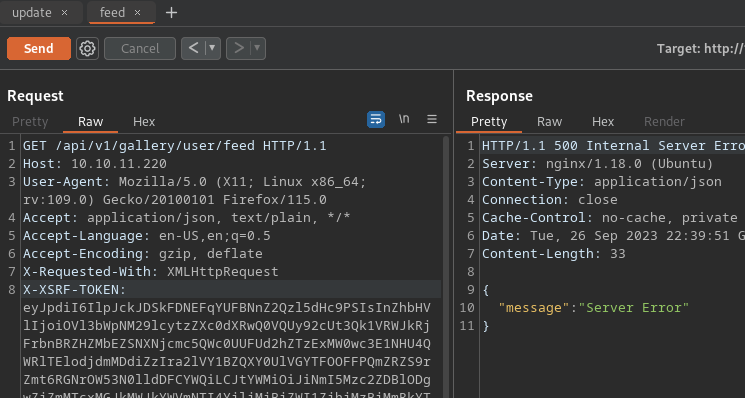 update ×
feed ×
+
Send
Cancel
< ▾
> ▾
Target: http://
Request
Pretty Raw Hex
\n
1 GET /api/v1/gallery/user/feed HTTP/1.1
2 Host: 10.10.11.220
3 User-Agent: Mozilla/5.0 (X11; Linux x86_64;
rv:109.0) Gecko/20100101 Firefox/115.0
4 Accept: application/json, text/plain, */*
5 Accept-Language: en-US,en;q=0.5
6 Accept-Encoding: gzip, deflate
7 X-Requested-With: XMLHttpRequest
8 X-XSRF-TOKEN:
eyJpdiI6IlpJckJDSkFDNEFqYUFBNnZ2Qzl5dHc9PSIsInZhbHV
lIjoiOVl3bWpNM29lcytzZXc0dXRwQ0VQUy92cUt3Qk1VRWJkRj
FrbnBRZHZMbEZSNXNjcmc5QWc0UUFUd2hZTzExMW0wc3E1NHU4Q
WRlTElodjdmMDdiZzIra2lVY1BZQXY0UlVGYTFOOFFPQmZRZS9r
Zmt6RGNrOW53N0lldDFCYWQiLCJtYWMiOiJiNmI5Mzc2ZDBlODg
Response
Pretty Raw Hex Render
1 HTTP/1.1 500 Internal Server Erro
2 Server: nginx/1.18.0 (Ubuntu)
3 Content-Type: application/json
4 Connection: close
5 Cache-Control: no-cache, private
6 Date: Tue, 26 Sep 2023 22:39:51 G
7 Content-Length: 33
8
9 {
10 "message":"Server Error"
11 }